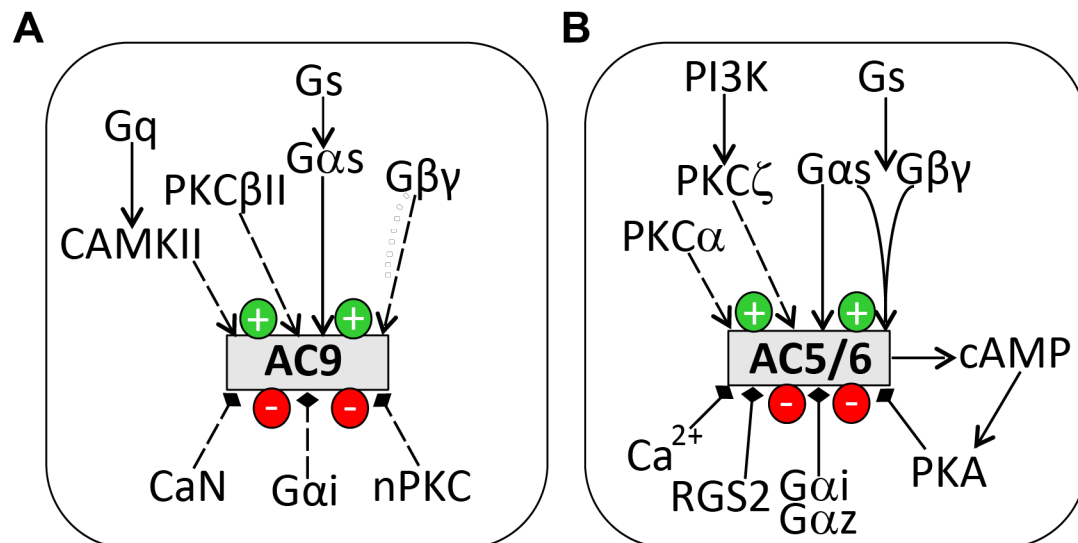 A
Gs
Gq
Gαs
PKCβII
Gβγ
CAMKII
+
+
AC9
-
-
CaN
Gαi
nPKC
B
PI3K
Gs
PKCζ
Gαs
Gβγ
PKCα
+
+
AC5/6
cAMP
-
-
Ca²⁺
RGS2
Gαi
Gαz
PKA